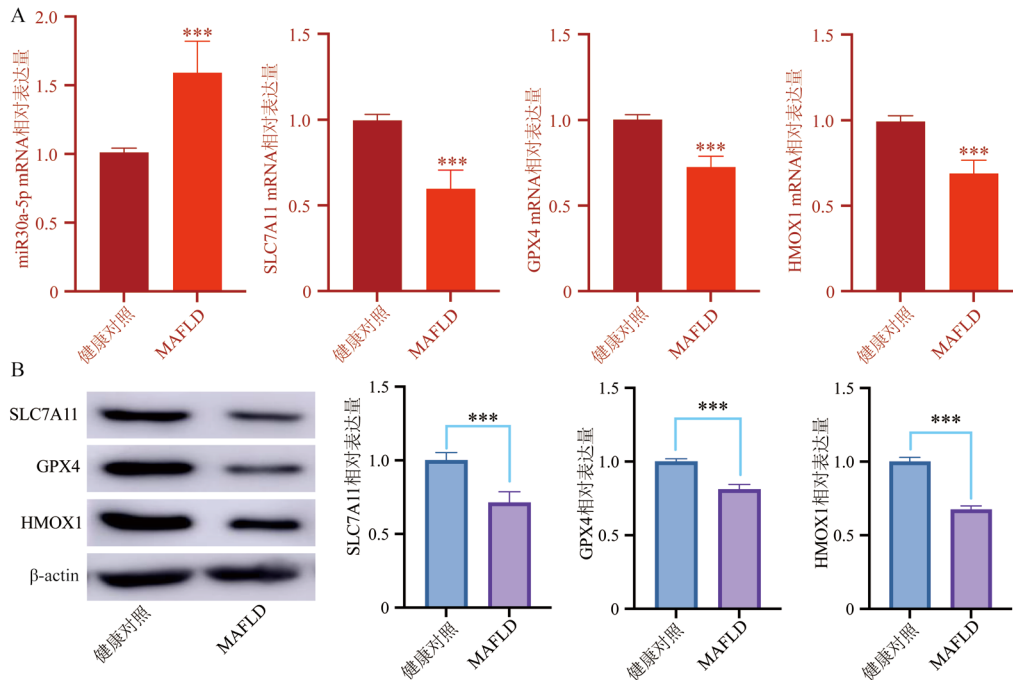 A
miR30a-5p mRNA相对表达量
2.0
1.5
1.0
0.5
0
***
健康对照
MAFLD
SLC7A11 mRNA相对表达量
1.5
1.0
0.5
0
***
健康对照
MAFLD
GPX4 mRNA相对表达量
1.5
1.0
0.5
0
***
健康对照
MAFLD
HMOX1 mRNA相对表达量
1.5
1.0
0.5
0
***
健康对照
MAFLD
B
SLC7A11
GPX4
HMOX1
β-actin
健康对照
MAFLD
SLC7A11相对表达量
1.5
1.0
0.5
0
***
健康对照
MAFLD
GPX4相对表达量
1.5
1.0
0.5
0
***
健康对照
MAFLD
HMOX1相对表达量
1.5
1.0
0.5
0
***
健康对照
MAFLD